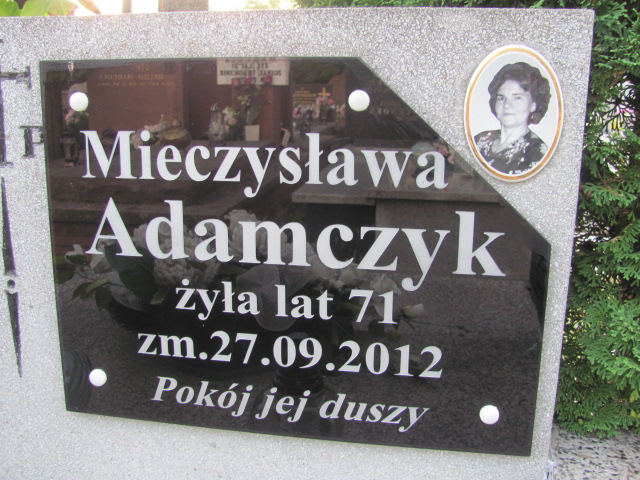 Mieczysława
Adamczyk
żyła lat 71
zm.27.09.2012
Pokój jej duszy
P